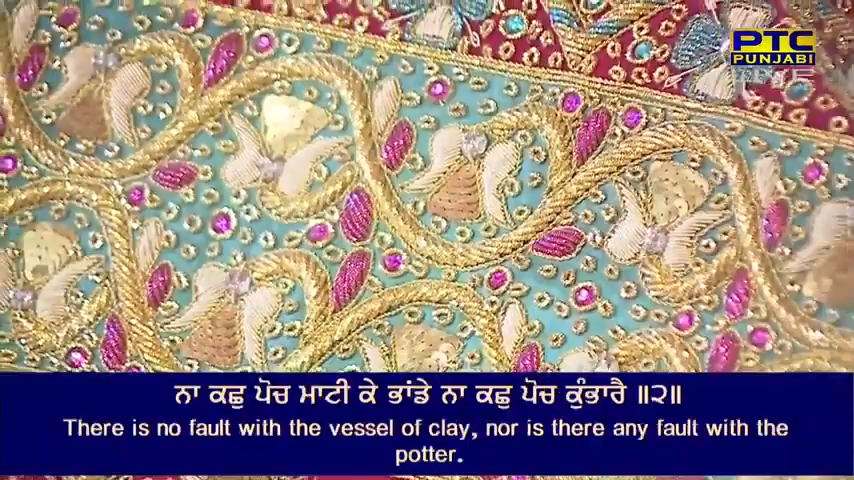 PTC
PUNJABI
ਨਾ ਕਛੁ ਪੋਚ ਮਾਟੀ ਕੇ ਭਾਂਡੇ ਨਾ ਕਛੁ ਪੋਚ ਕੁੰਭਾਰੈ ॥੨॥
There is no fault with the vessel of clay, nor is there any fault with the
potter.